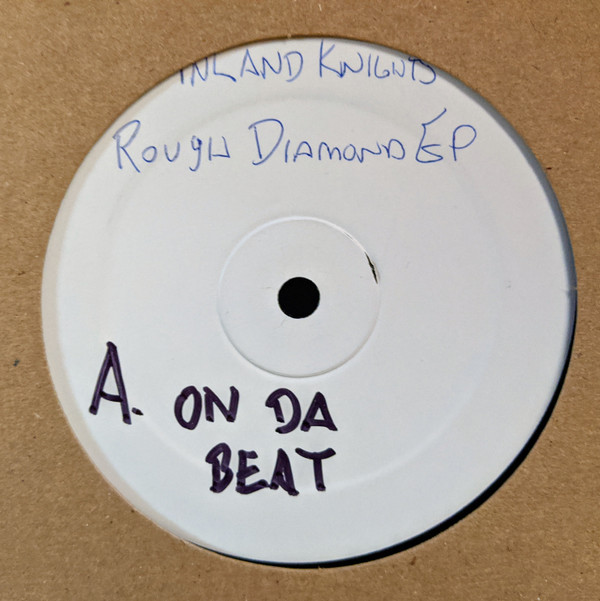 INLAND KNIGHTS
ROUGH DIAMOND EP
A. ON DA
BEAT